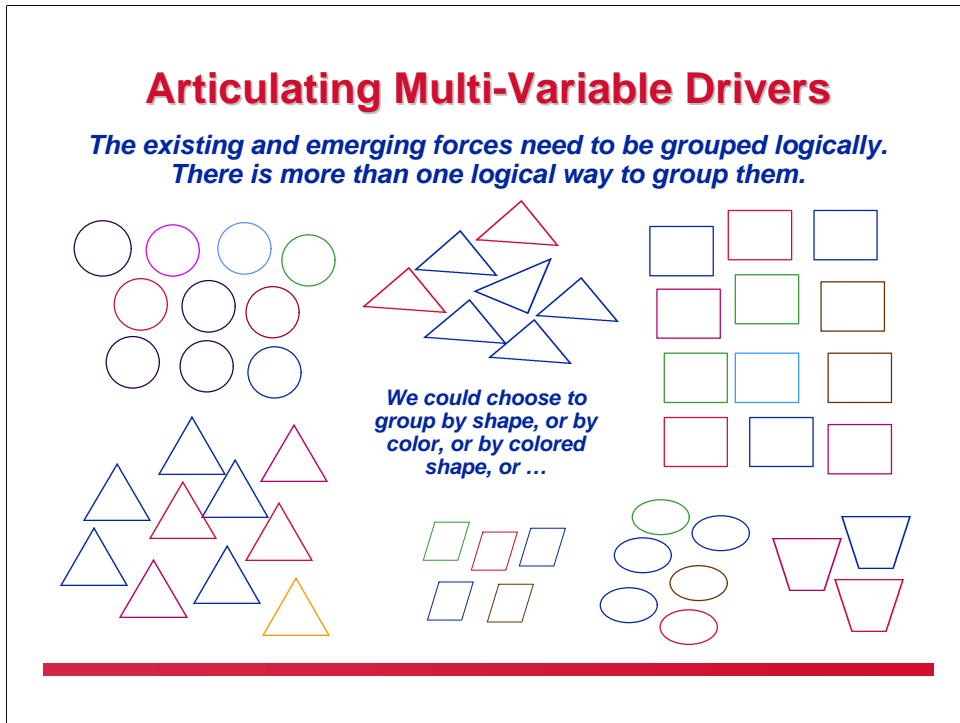 Articulating Multi-Variable Drivers
The existing and emerging forces need to be grouped logically.
There is more than one logical way to group them.
We could choose to
group by shape, or by
color, or by colored
shape, or …